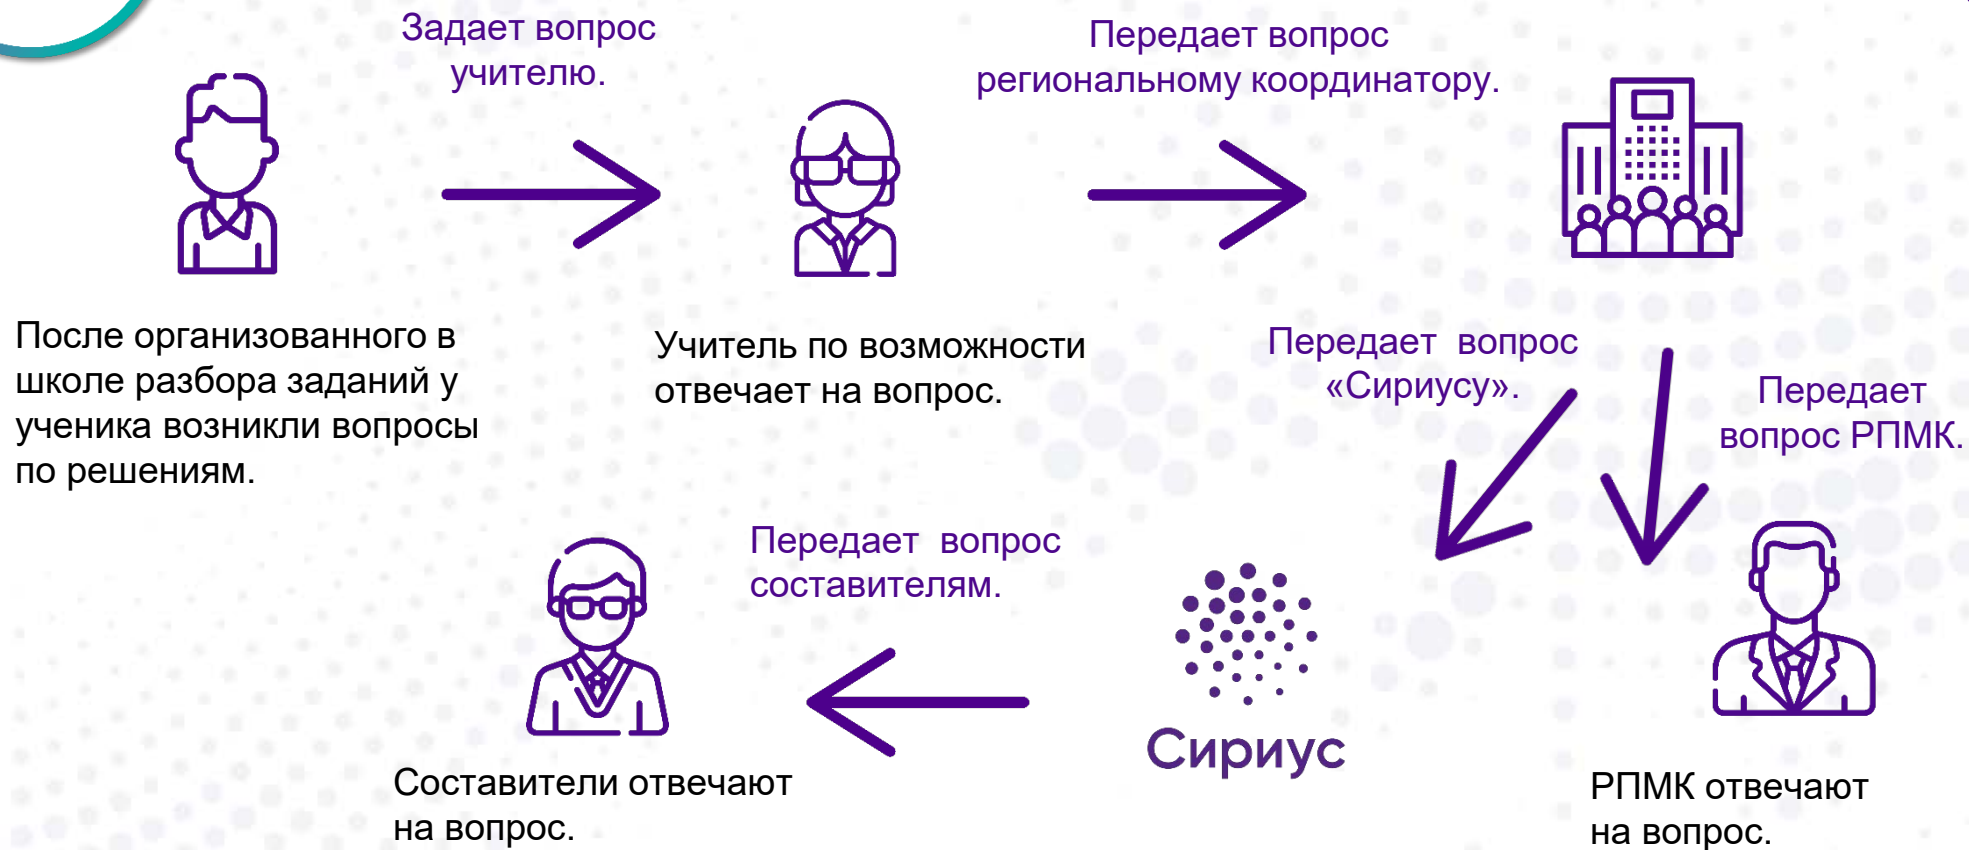 Задает вопрос
учителю.
Передает вопрос
региональному координатору.
После организованного в
школе разбора заданий у
ученика возникли вопросы
по решениям.
Учитель по возможности
отвечает на вопрос.
Передает вопрос
«Сириусу».
Передает
вопрос РПМК.
Передает вопрос
составителям.
Сириус
Составители отвечают
на вопрос.
РПМК отвечают
на вопрос.